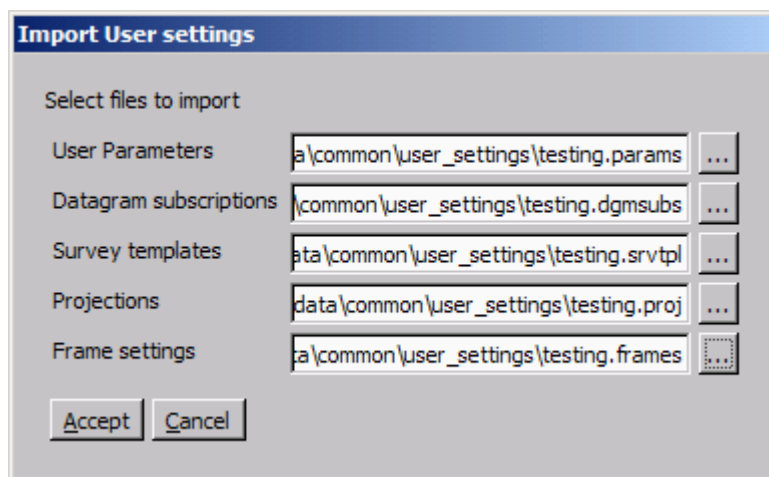 Import User settings
Select files to import
User Parameters a\common\user_settings\testing.params ...
Datagram subscriptions \common\user_settings\testing.dgmsubs ...
Survey templates ata\common\user_settings\testing.srvtpl ...
Projections data\common\user_settings\testing.proj ...
Frame settings ta\common\user_settings\testing.frames ...
Accept Cancel